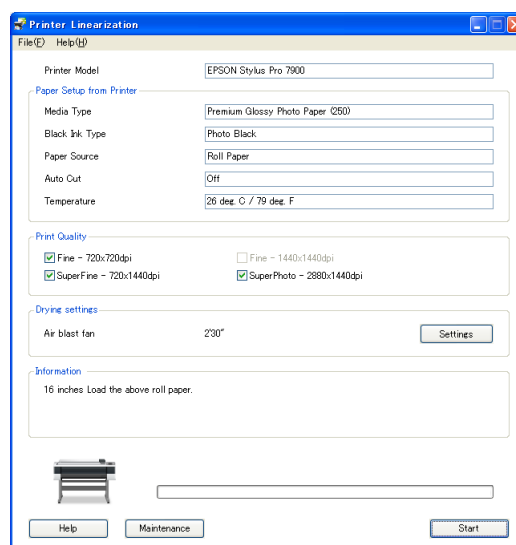 Printer Linearization
File(F) Help(H)
Printer Model EPSON Stylus Pro 7900
Paper Setup from Printer
Media Type Premium Glossy Photo Paper (250)
Black Ink Type Photo Black
Paper Source Roll Paper
Auto Cut Off
Temperature 26 deg. C / 79 deg. F
Print Quality
Fine - 720x720dpi Fine - 1440x1440dpi
SuperFine - 720x1440dpi SuperPhoto - 2880x1440dpi
Drying settings
Air blast fan 2'30" Settings
Information
16 inches Load the above roll paper.
Help Maintenance Start